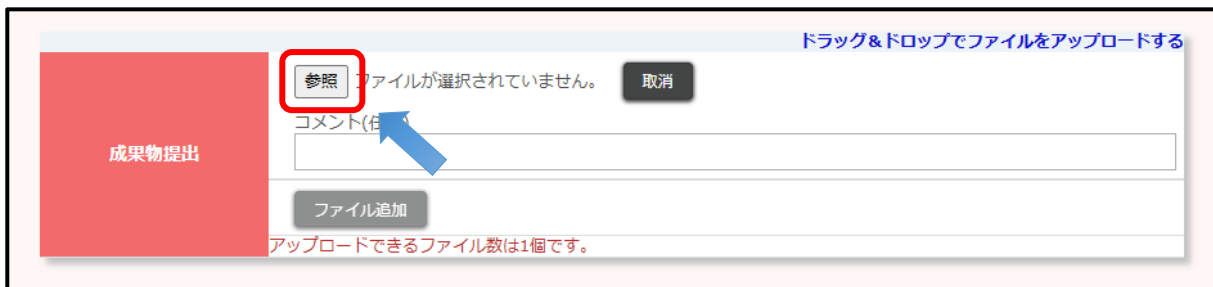 ドラッグ&ドロップでファイルをアップロードする
参照 ファイルが選択されていません。 取消
コメント(任
成果物提出
ファイル追加
アップロードできるファイル数は1個です。